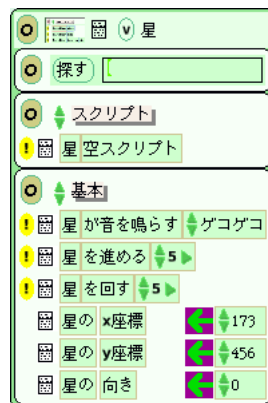 星
探す
スクリプト
! 星 空スクリプト
基本
! 星 が音を鳴らす ゲコゲコ
! 星 を進める 5
! 星 を回す 5
星の x座標 173
星の y座標 456
星の 向き 0